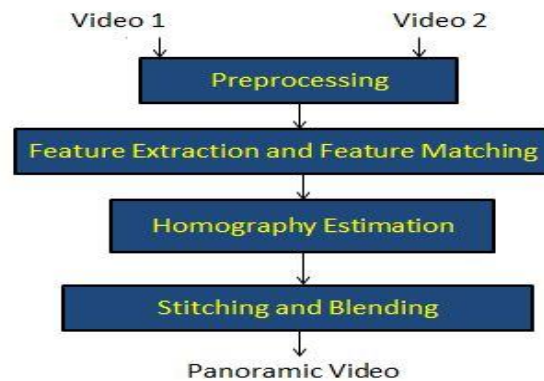 Video 1 Video 2
Preprocessing
Feature Extraction and Feature Matching
Homography Estimation
Stitching and Blending
Panoramic Video